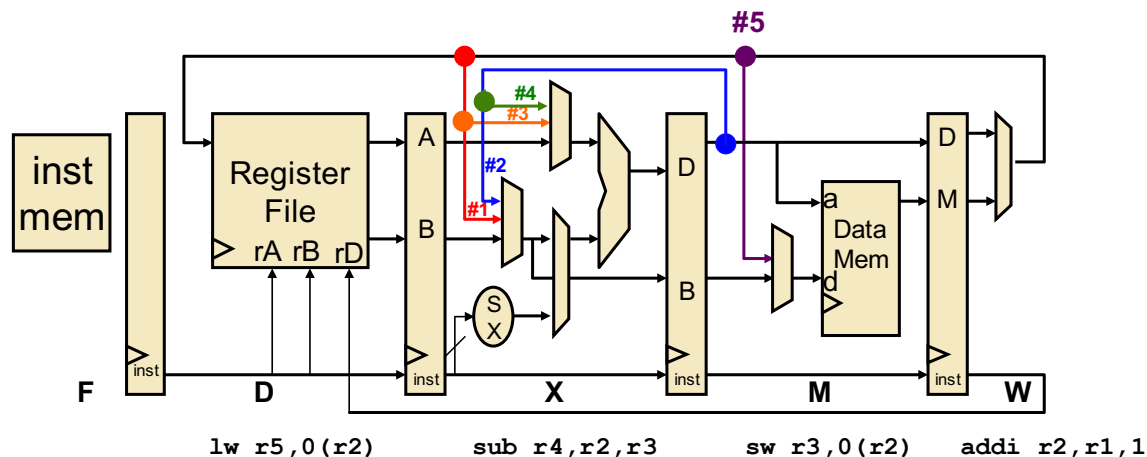 #5
#4
#3
#2
#1
inst
mem
Register
File
rA rB rD
A
B
S
X
D
B
a
Data
Mem
d
D
M
inst
inst
inst
inst
F
D
X
M
W
lw r5,0(r2)
sub r4,r2,r3
sw r3,0(r2)
addi r2,r1,1